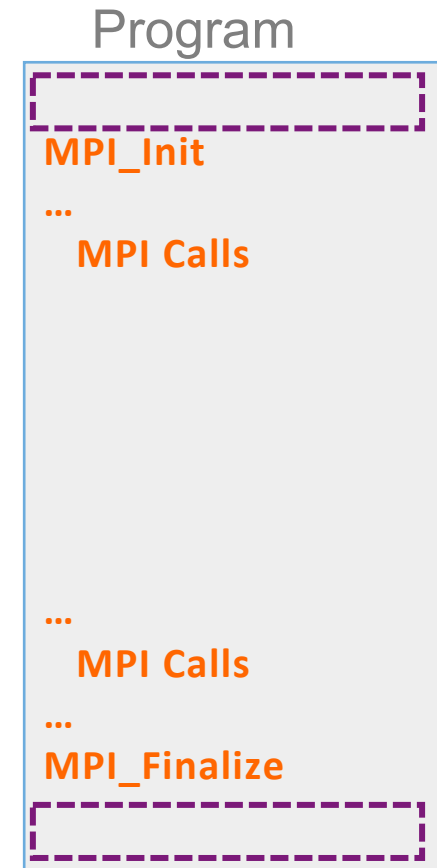 Program
MPI_Init
…
MPI Calls
…
MPI Calls
…
MPI_Finalize